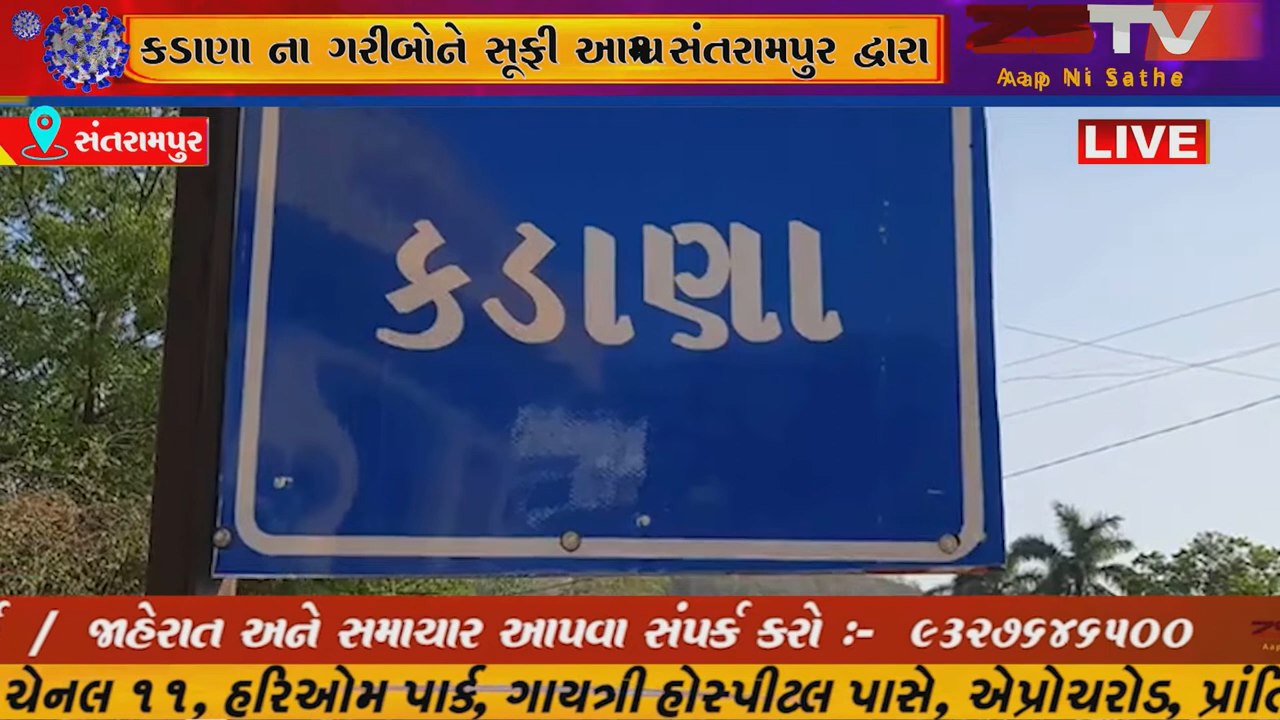 કડાણા ના ગરીબોને સૂફી સંતરામપુર દ્વારા
TV
Aap Ni Sathe
સંતરામપુર
LIVE
કડાણા
/ જાહેરાત અને સમાચાર આપવા સંપર્ક કરો :- ૯૩૨૭૬૪૬૫૦૦
ચેનલ ૧૧, હરિઓમ પાર્ક, ગાયત્રી હોસ્પીટલ પાસે, એપ્રોચરોડ,